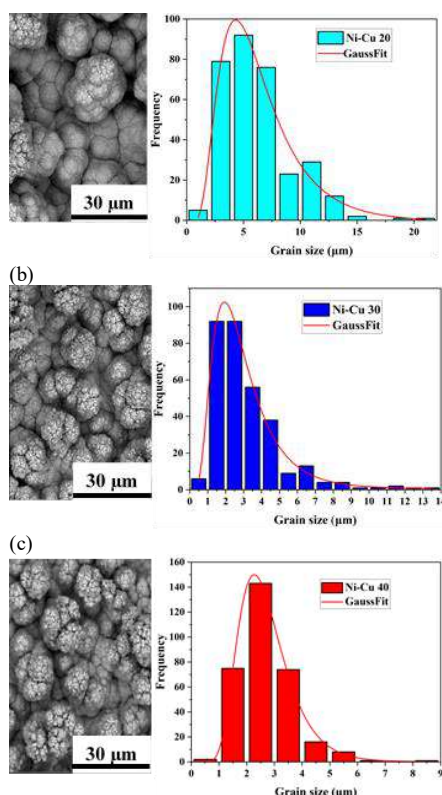 100
80
60
40
20
0
Frequency
Ni-Cu 20
GaussFit
30 µm
0 5 10 15 20
Grain size (µm)
(b)
100
80
60
40
20
0
Frequency
Ni-Cu 30
GaussFit
30 µm
0 1 2 3 4 5 6 7 8 9 10 11 12 13 14
Grain size (µm)
(c)
160
140
120
100
80
60
40
20
0
Frequency
Ni-Cu 40
GaussFit
30 µm
0 1 2 3 4 5 6 7 8 9
Grain size (µm)